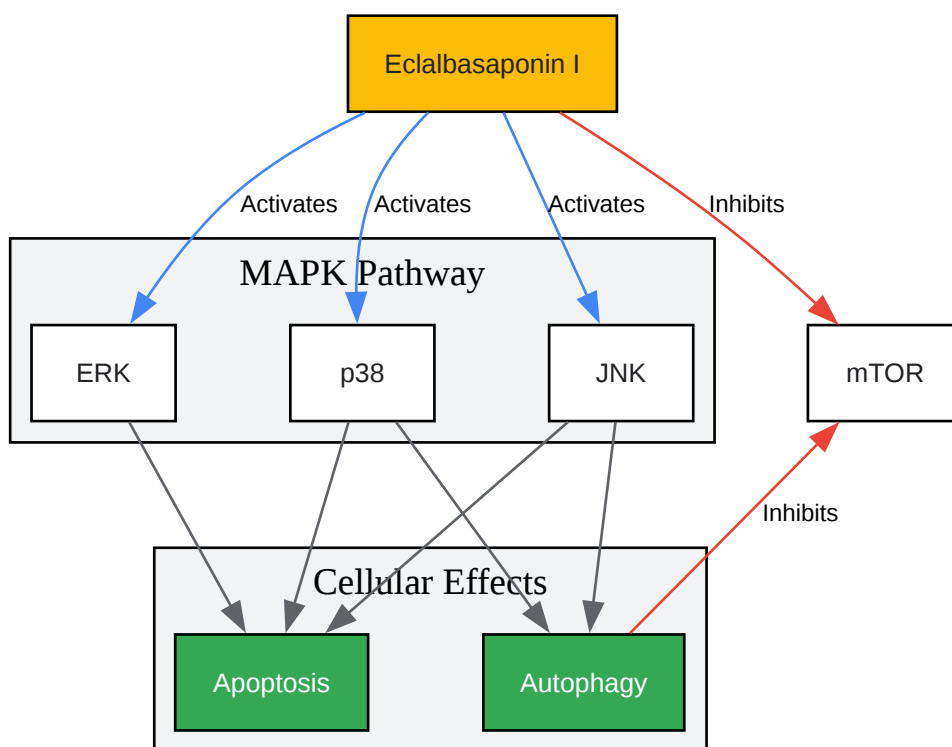 Eclalbasaponin I
Activates
Activates
Activates
Inhibits
MAPK Pathway
ERK
p38
JNK
mTOR
Inhibits
Cellular Effects
Apoptosis
Autophagy